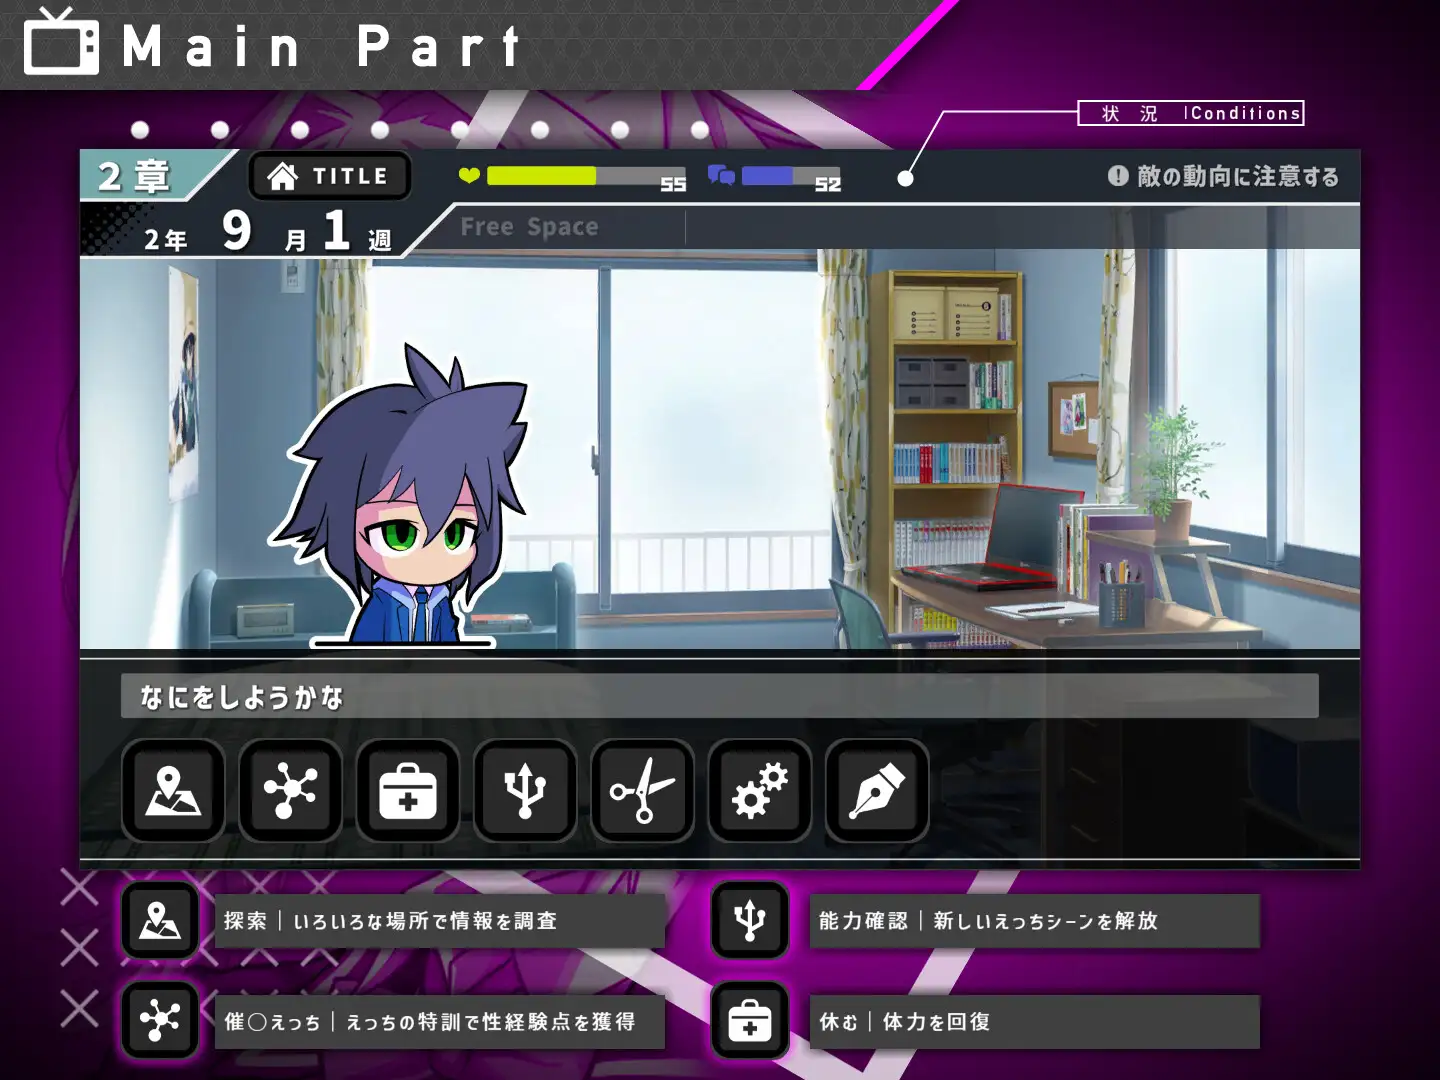 Main Part
状況 |Conditions
2章
TITLE
55
52
敵の動向に注意する
2年 9月1週
Free Space
なにをしようかな
探索｜いろいろな場所で情報を調査
能力確認｜新しいえっちシーンを解放
催〇えっち｜えっちの特訓で性経験点を獲得
休む｜体力を回復